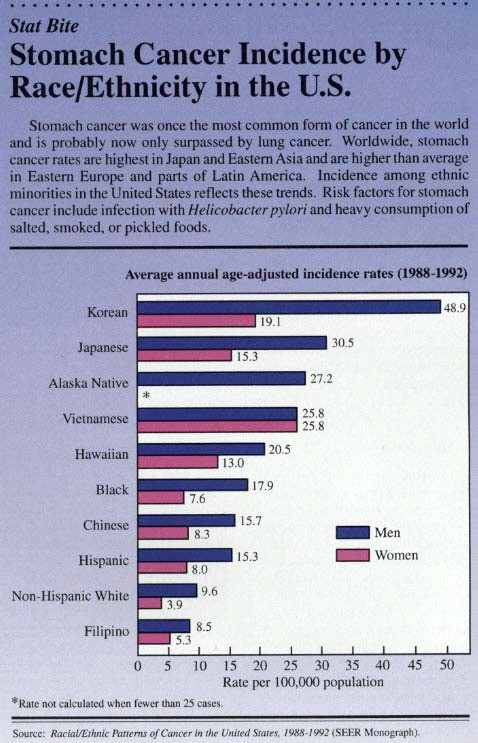 Stat Bite
Stomach Cancer Incidence by
Race/Ethnicity in the U.S.
Stomach cancer was once the most common form of cancer in the world
and is probably now only surpassed by lung cancer. Worldwide, stomach
cancer rates are highest in Japan and Eastern Asia and are higher than average
in Eastern Europe and parts of Latin America. Incidence among ethnic
minorities in the United States reflects these trends. Risk factors for stomach
cancer include infection with Helicobacter pylori and heavy consumption of
salted, smoked, or pickled foods.
Average annual age-adjusted incidence rates (1988-1992)
Korean
48.9
19.1
Japanese
30.5
15.3
Alaska Native
27.2
*
Vietnamese
25.8
25.8
Hawaiian
20.5
13.0
Black
17.9
7.6
Chinese
15.7
8.3
Hispanic
15.3
8.0
Non-Hispanic White
9.6
3.9
Filipino
8.5
5.3
Men
Women
0 5 10 15 20 25 30 35 40 45 50
Rate per 100,000 population
*Rate not calculated when fewer than 25 cases.
Source: Racial/Ethnic Patterns of Cancer in the United States, 1988-1992 (SEER Monograph).